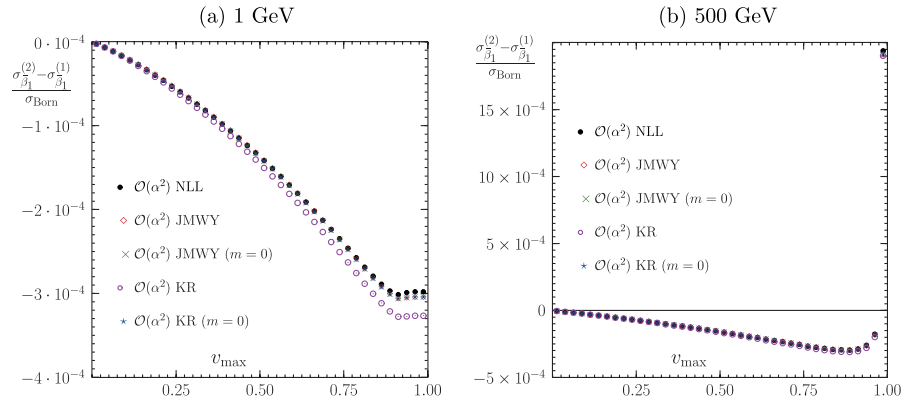 (a) 1 GeV
0 · 10⁻⁴
σ_β̄₁^(2) − σ_β̄₁^(1)
σ_Born
−1 · 10⁻⁴
−2 · 10⁻⁴
−3 · 10⁻⁴
−4 · 10⁻⁴
𝒪(α²) NLL
𝒪(α²) JMWY
𝒪(α²) JMWY (m = 0)
𝒪(α²) KR
𝒪(α²) KR (m = 0)
v_max
0.25 0.50 0.75 1.00
(b) 500 GeV
σ_β̄₁^(2) − σ_β̄₁^(1)
σ_Born
15 × 10⁻⁴
10 × 10⁻⁴
5 × 10⁻⁴
0
−5 × 10⁻⁴
𝒪(α²) NLL
𝒪(α²) JMWY
𝒪(α²) JMWY (m = 0)
𝒪(α²) KR
𝒪(α²) KR (m = 0)
v_max
0.25 0.50 0.75 1.00